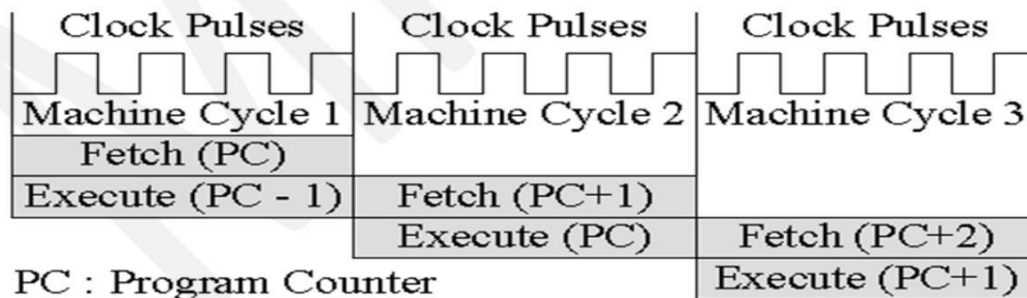 Clock Pulses Clock Pulses Clock Pulses
Machine Cycle 1 Machine Cycle 2 Machine Cycle 3
Fetch (PC)
Execute (PC - 1) Fetch (PC+1)
Execute (PC) Fetch (PC+2)
PC : Program Counter Execute (PC+1)